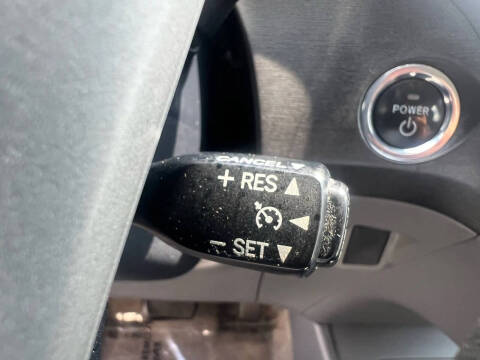 CANCEL
+ RES ▲
◄
− SET ▼
POWER